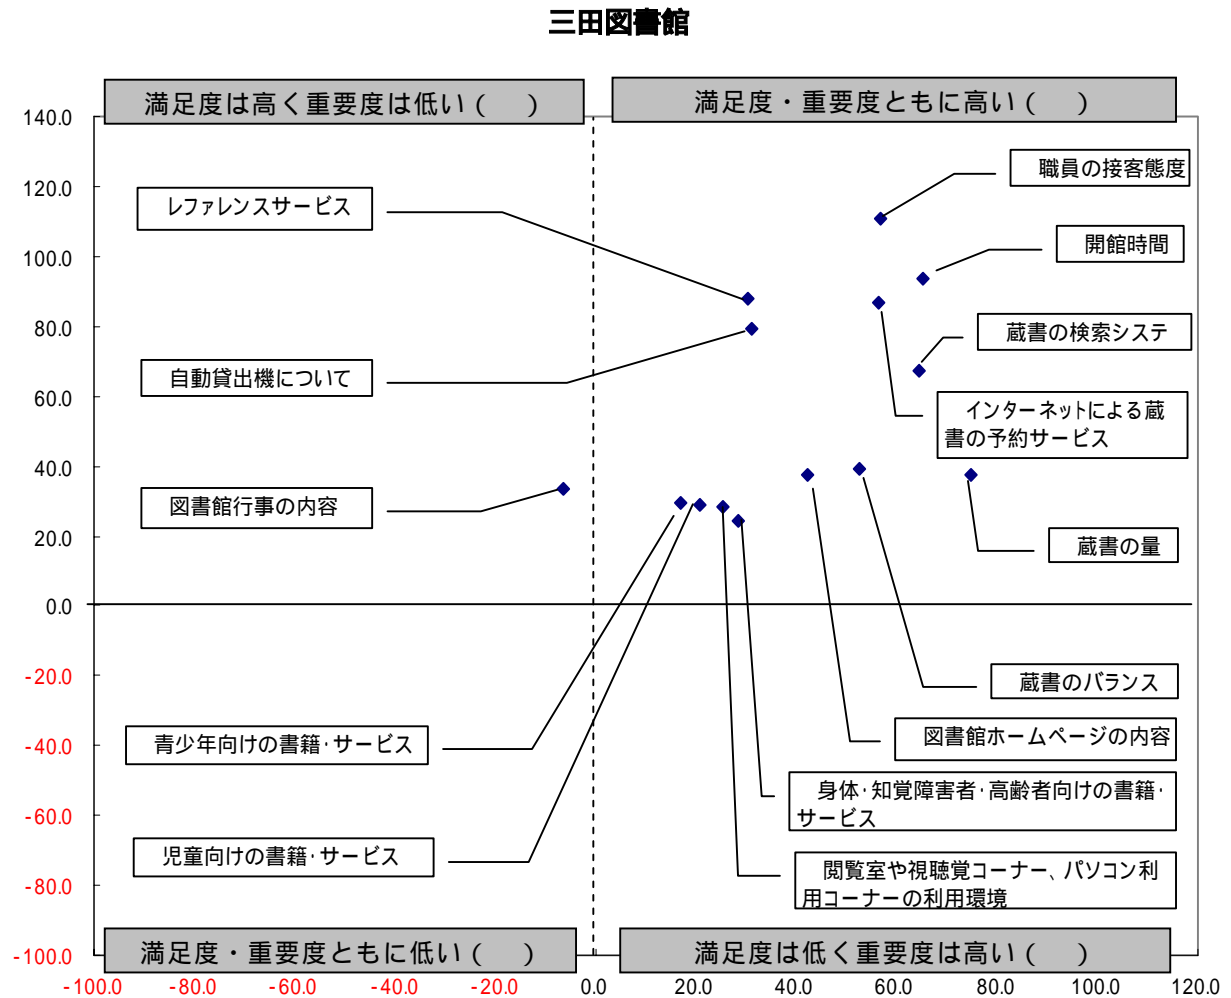 三田図書館
満足度は高く重要度は低い(　)
満足度・重要度ともに高い(　)
140.0
120.0
100.0
80.0
60.0
40.0
20.0
0.0
-20.0
-40.0
-60.0
-80.0
-100.0
職員の接客態度
レファレンスサービス
開館時間
蔵書の検索システ
自動貸出機について
インターネットによる蔵
書の予約サービス
図書館行事の内容
蔵書の量
蔵書のバランス
青少年向けの書籍・サービス
図書館ホームページの内容
身体・知覚障害者・高齢者向けの書籍・
サービス
児童向けの書籍・サービス
閲覧室や視聴覚コーナー、パソコン利
用コーナーの利用環境
満足度・重要度ともに低い(　)
満足度は低く重要度は高い(　)
-100.0 -80.0 -60.0 -40.0 -20.0 0.0 20.0 40.0 60.0 80.0 100.0 120.0